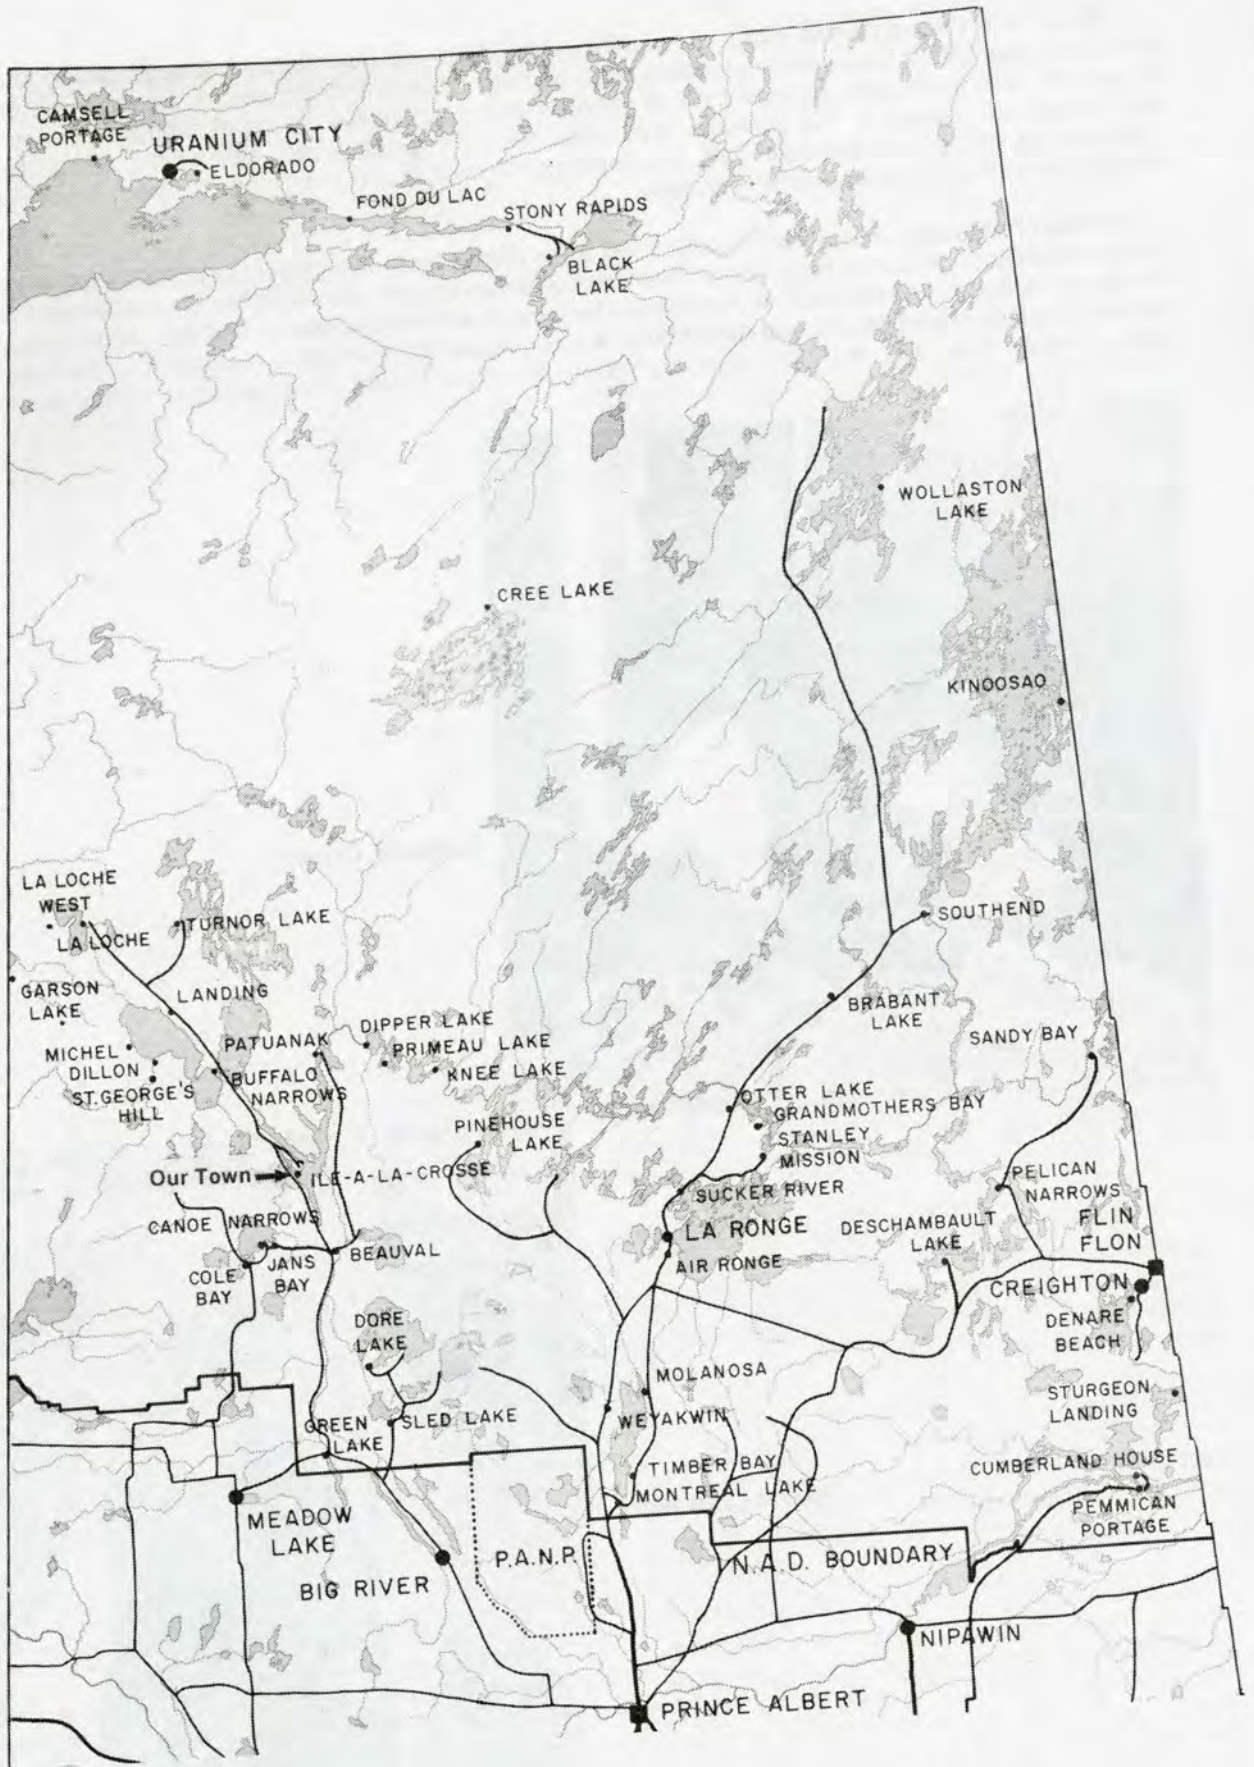 CAMSELL
PORTAGE
URANIUM CITY
ELDORADO
FOND DU LAC
STONY RAPIDS
BLACK
LAKE
WOLLASTON
LAKE
CREE LAKE
KINOOSAO
LA LOCHE
WEST
TURNOR LAKE
LA LOCHE
SOUTHEND
GARSON
LAKE
LANDING
BRABANT
LAKE
DIPPER LAKE
PATUANAK
PRIMEAU LAKE
SANDY BAY
MICHEL
DILLON
KNEE LAKE
BUFFALO
NARROWS
ST. GEORGE'S
HILL
OTTER LAKE
GRANDMOTHERS BAY
PINEHOUSE
LAKE
STANLEY
MISSION
Our Town
ILE-A-LA-CROSSE
PELICAN
NARROWS
SUCKER RIVER
CANOE NARROWS
LA RONGE
DESCHAMBAULT
LAKE
FLIN
FLON
BEAUVAL
JANS
BAY
COLE
BAY
AIR RONGE
CREIGHTON
DENARE
BEACH
DORE
LAKE
MOLANOSA
STURGEON
LANDING
WEYAKWIN
GREEN
LAKE
SLED LAKE
TIMBER BAY
CUMBERLAND HOUSE
MONTREAL LAKE
PEMMICAN
PORTAGE
MEADOW
LAKE
P.A.N.P.
N.A.D. BOUNDARY
BIG RIVER
NIPAWIN
PRINCE ALBERT